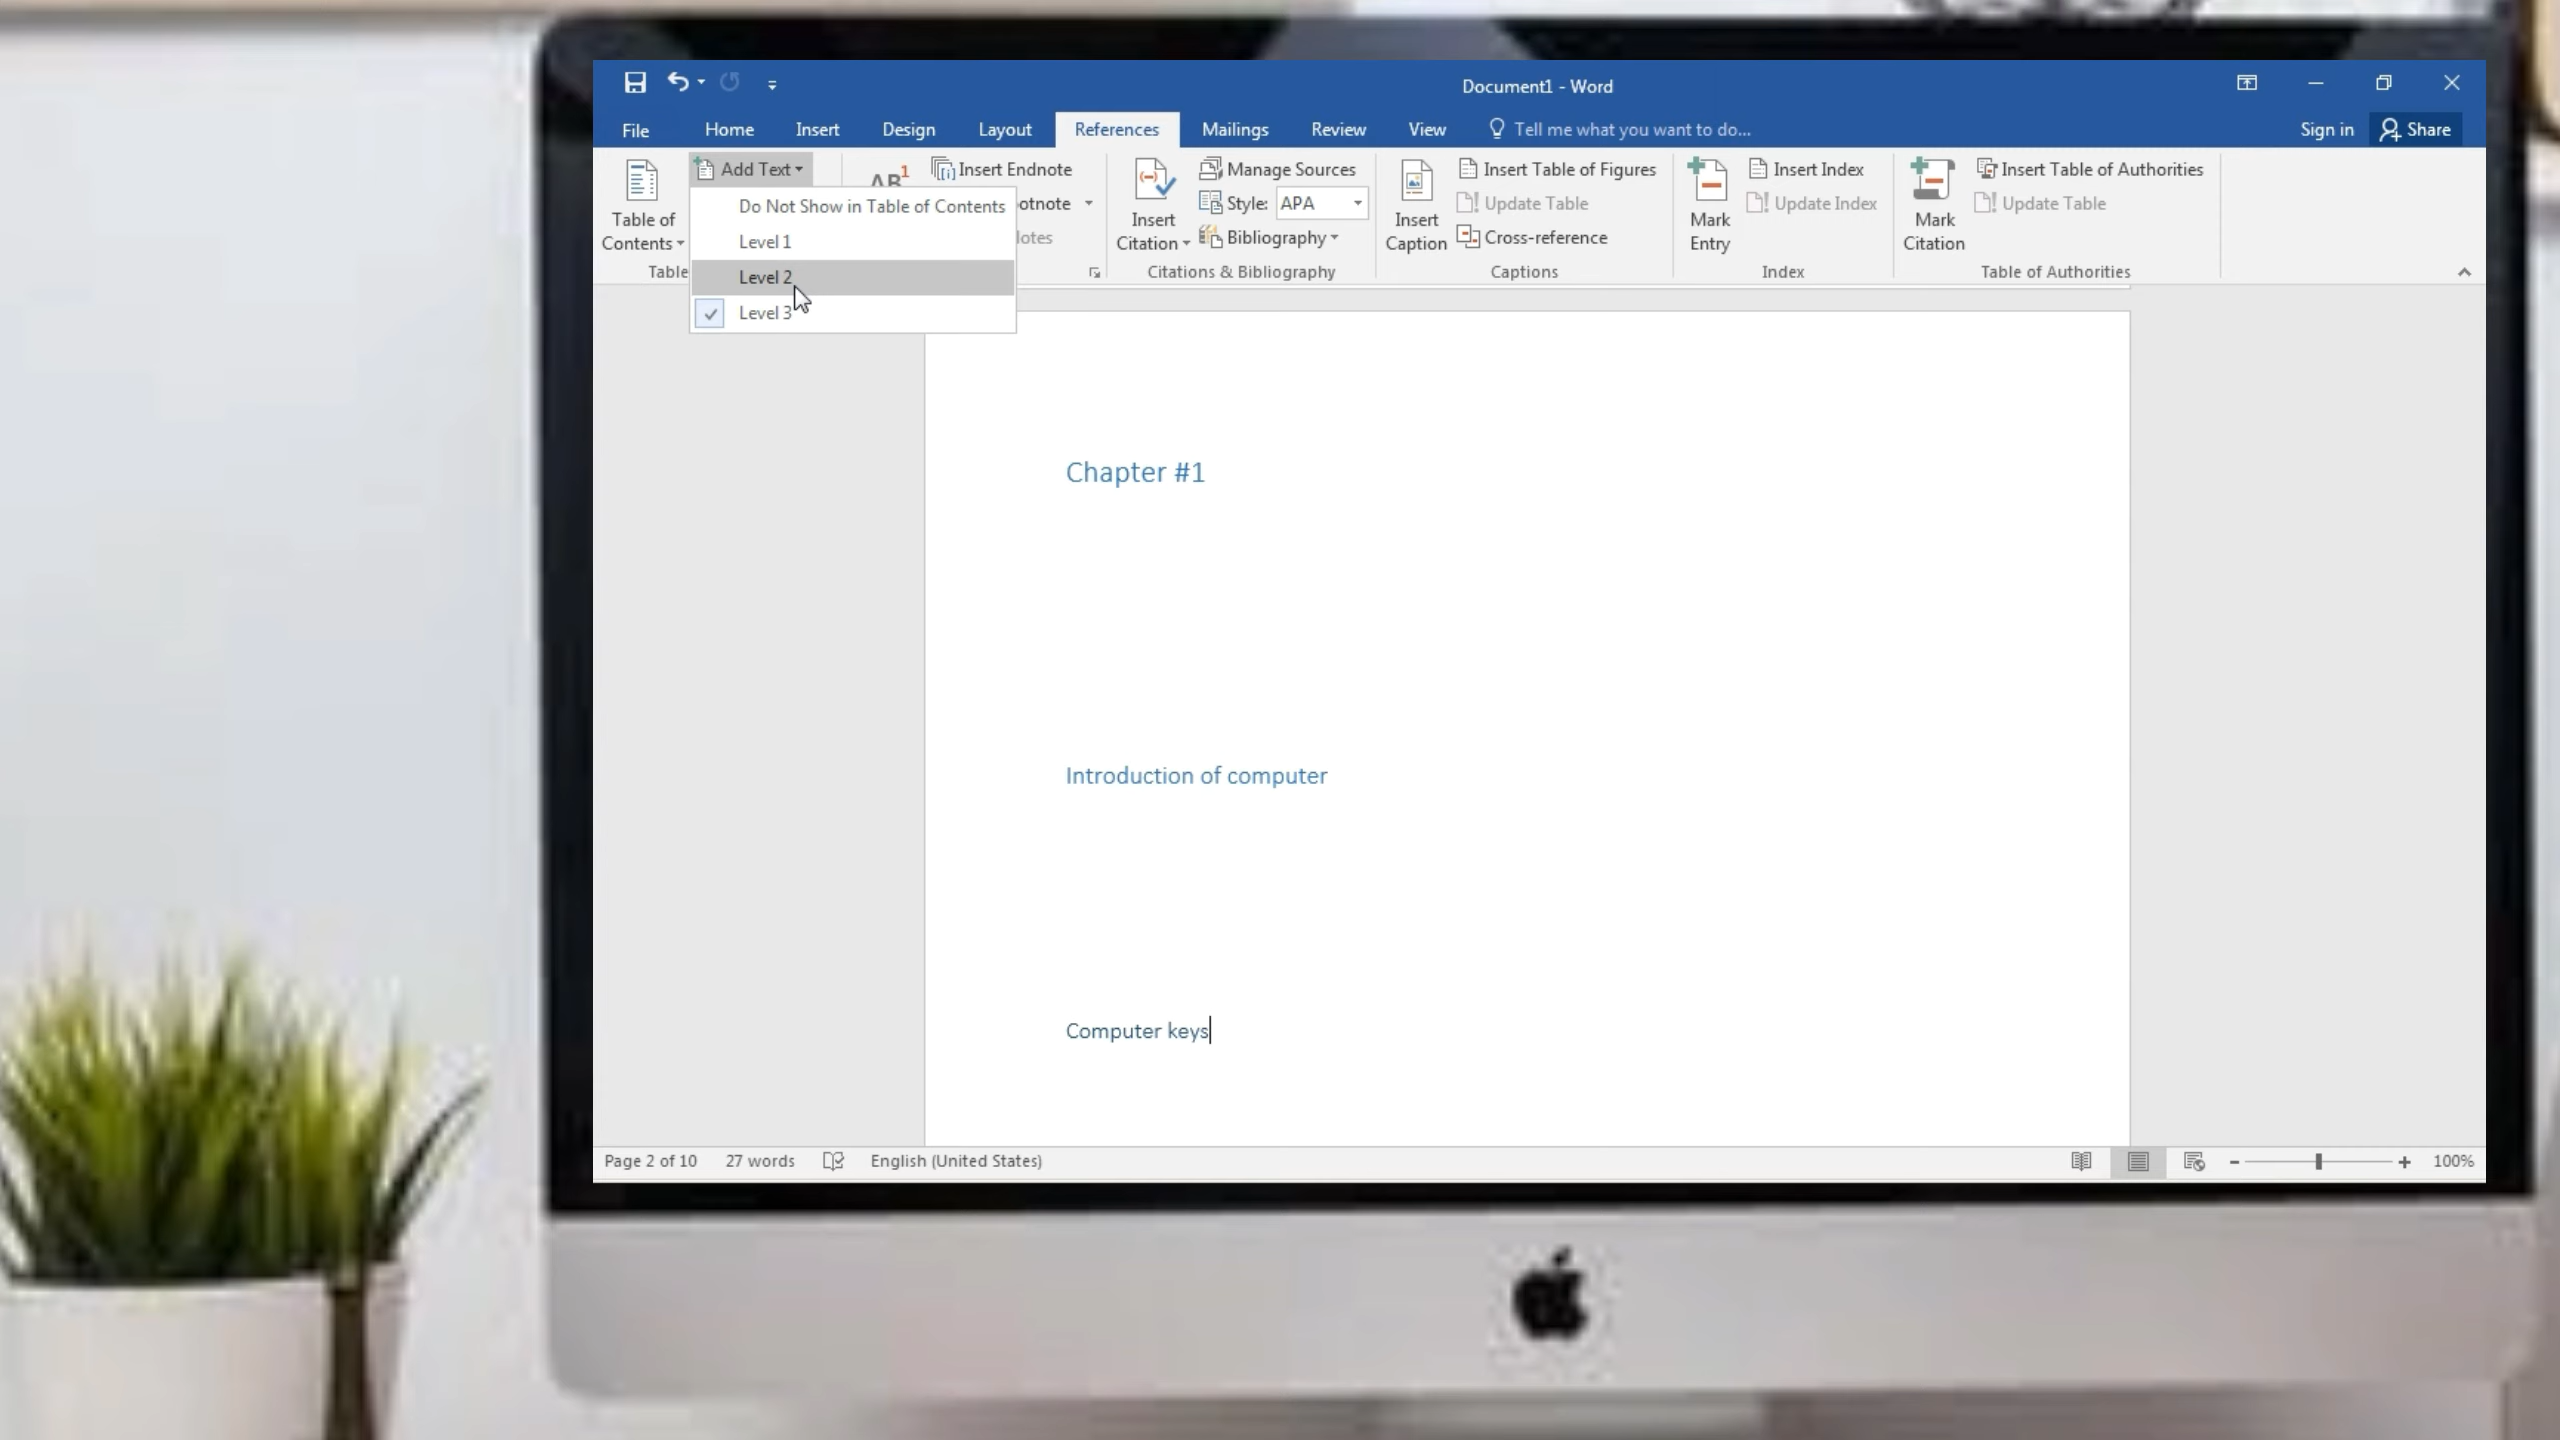 Document1 - Word
File Home Insert Design Layout References Mailings Review View Tell me what you want to do... Sign in Share
Table of Contents
Add Text
Do Not Show in Table of Contents
Level 1
Level 2
Level 3
Table
AB1
Insert Endnote
otnote
lotes
Insert Citation
Manage Sources
Style: APA
Bibliography
Citations & Bibliography
Insert Caption
Insert Table of Figures
Update Table
Cross-reference
Captions
Mark Entry
Insert Index
Update Index
Index
Mark Citation
Insert Table of Authorities
Update Table
Table of Authorities
Chapter #1
Introduction of computer
Computer keys
Page 2 of 10 27 words English (United States) 100%